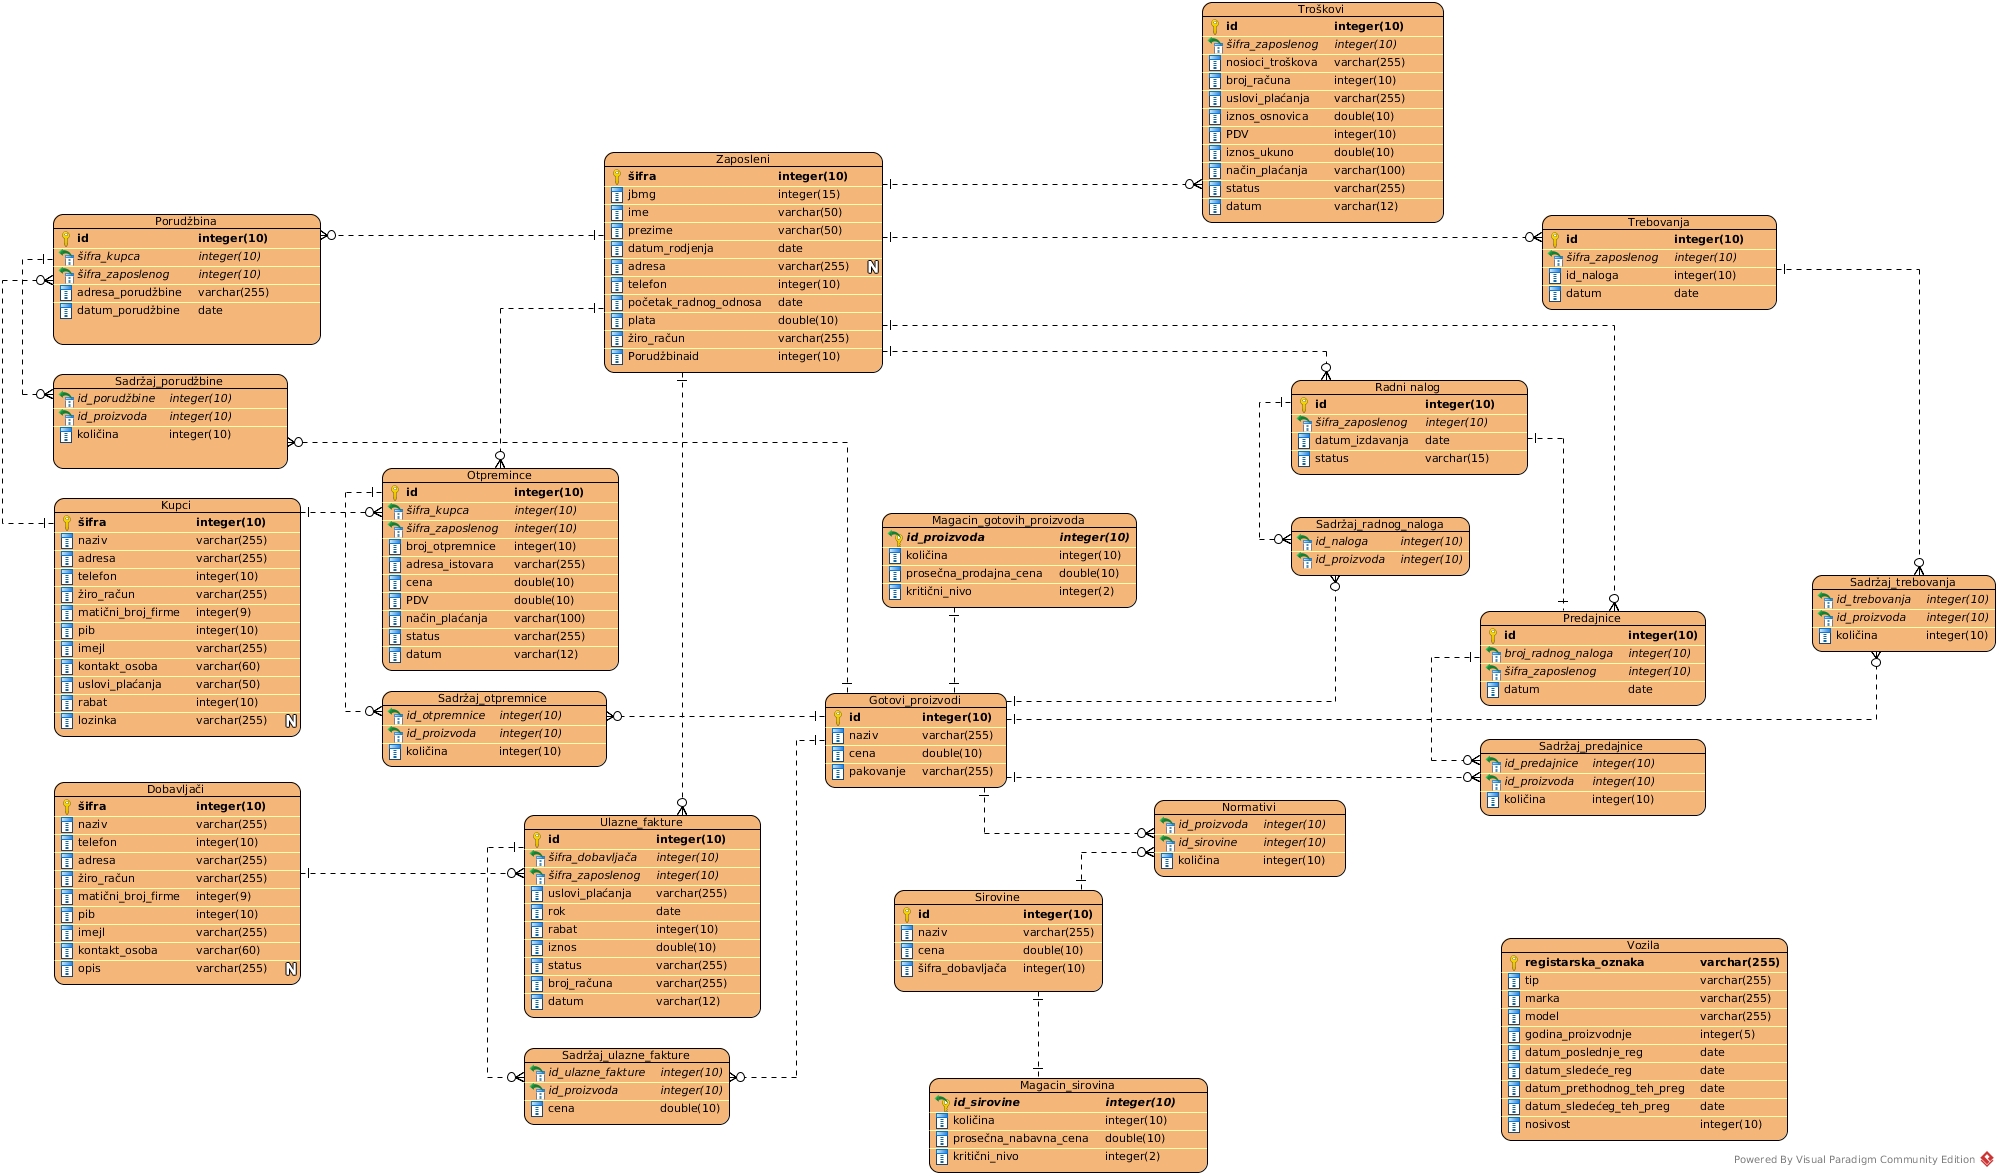 Troškovi
id integer(10)
šifra_zaposlenog integer(10)
nosioci_troškova varchar(255)
broj_računa integer(10)
uslovi_plaćanja varchar(255)
iznos_osnovica double(10)
PDV integer(10)
iznos_ukuno double(10)
način_plaćanja varchar(100)
status varchar(255)
datum varchar(12)
Zaposleni
šifra integer(10)
jbmg integer(15)
ime varchar(50)
prezime varchar(50)
datum_rodjenja date
adresa varchar(255) N
telefon integer(10)
početak_radnog_odnosa date
plata double(10)
žiro_račun varchar(255)
Porudžbinaid integer(10)
Porudžbina
id integer(10)
šifra_kupca integer(10)
šifra_zaposlenog integer(10)
adresa_porudžbine varchar(255)
datum_porudžbine date
Trebovanja
id integer(10)
šifra_zaposlenog integer(10)
id_naloga integer(10)
datum date
Sadržaj_porudžbine
id_porudžbine integer(10)
id_proizvoda integer(10)
količina integer(10)
Radni nalog
id integer(10)
šifra_zaposlenog integer(10)
datum_izdavanja date
status varchar(15)
Otpremince
id integer(10)
šifra_kupca integer(10)
šifra_zaposlenog integer(10)
broj_otpremnice integer(10)
adresa_istovara varchar(255)
cena double(10)
PDV double(10)
način_plaćanja varchar(100)
status varchar(255)
datum varchar(12)
Kupci
šifra integer(10)
naziv varchar(255)
adresa varchar(255)
telefon integer(10)
žiro_račun varchar(255)
matični_broj_firme integer(9)
pib integer(10)
imejl varchar(255)
kontakt_osoba varchar(60)
uslovi_plaćanja varchar(50)
rabat integer(10)
lozinka varchar(255) N
Magacin_gotovih_proizvoda
id_proizvoda integer(10)
količina integer(10)
prosečna_prodajna_cena double(10)
kritični_nivo integer(2)
Sadržaj_radnog_naloga
id_naloga integer(10)
id_proizvoda integer(10)
Sadržaj_trebovanja
id_trebovanja integer(10)
id_proizvoda integer(10)
količina integer(10)
Predajnice
id integer(10)
broj_radnog_naloga integer(10)
šifra_zaposlenog integer(10)
datum date
Sadržaj_otpremnice
id_otpremnice integer(10)
id_proizvoda integer(10)
količina integer(10)
Gotovi_proizvodi
id integer(10)
naziv varchar(255)
cena double(10)
pakovanje varchar(255)
Sadržaj_predajnice
id_predajnice integer(10)
id_proizvoda integer(10)
količina integer(10)
Dobavljači
šifra integer(10)
naziv varchar(255)
telefon integer(10)
adresa varchar(255)
žiro_račun varchar(255)
matični_broj_firme integer(9)
pib integer(10)
imejl varchar(255)
kontakt_osoba varchar(60)
opis varchar(255) N
Normativi
id_proizvoda integer(10)
id_sirovine integer(10)
količina integer(10)
Ulazne_fakture
id integer(10)
šifra_dobavljača integer(10)
šifra_zaposlenog integer(10)
uslovi_plaćanja varchar(255)
rok date
rabat integer(10)
iznos double(10)
status varchar(255)
broj_računa varchar(255)
datum varchar(12)
Sirovine
id integer(10)
naziv varchar(255)
cena double(10)
šifra_dobavljača integer(10)
Vozila
registarska_oznaka varchar(255)
tip varchar(255)
marka varchar(255)
model varchar(255)
godina_proizvodnje integer(5)
datum_poslednje_reg date
datum_sledeće_reg date
datum_prethodnog_teh_preg date
datum_sledećeg_teh_preg date
nosivost integer(10)
Sadržaj_ulazne_fakture
id_ulazne_fakture integer(10)
id_proizvoda integer(10)
cena double(10)
Magacin_sirovina
id_sirovine integer(10)
količina integer(10)
prosečna_nabavna_cena double(10)
kritični_nivo integer(2)
Powered By Visual Paradigm Community Edition